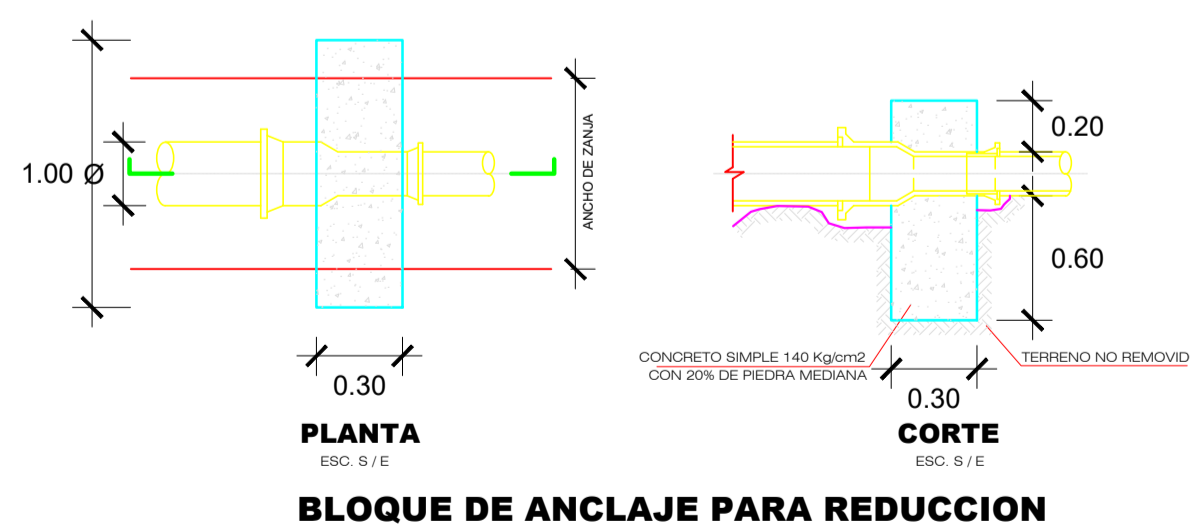 1.00 Ø
ANCHO DE ZANJA
0.30
PLANTA
ESC. S / E
0.20
0.60
CONCRETO SIMPLE 140 Kg/cm2
CON 20% DE PIEDRA MEDIANA
TERRENO NO REMOVID
0.30
CORTE
ESC. S / E
BLOQUE DE ANCLAJE PARA REDUCCION